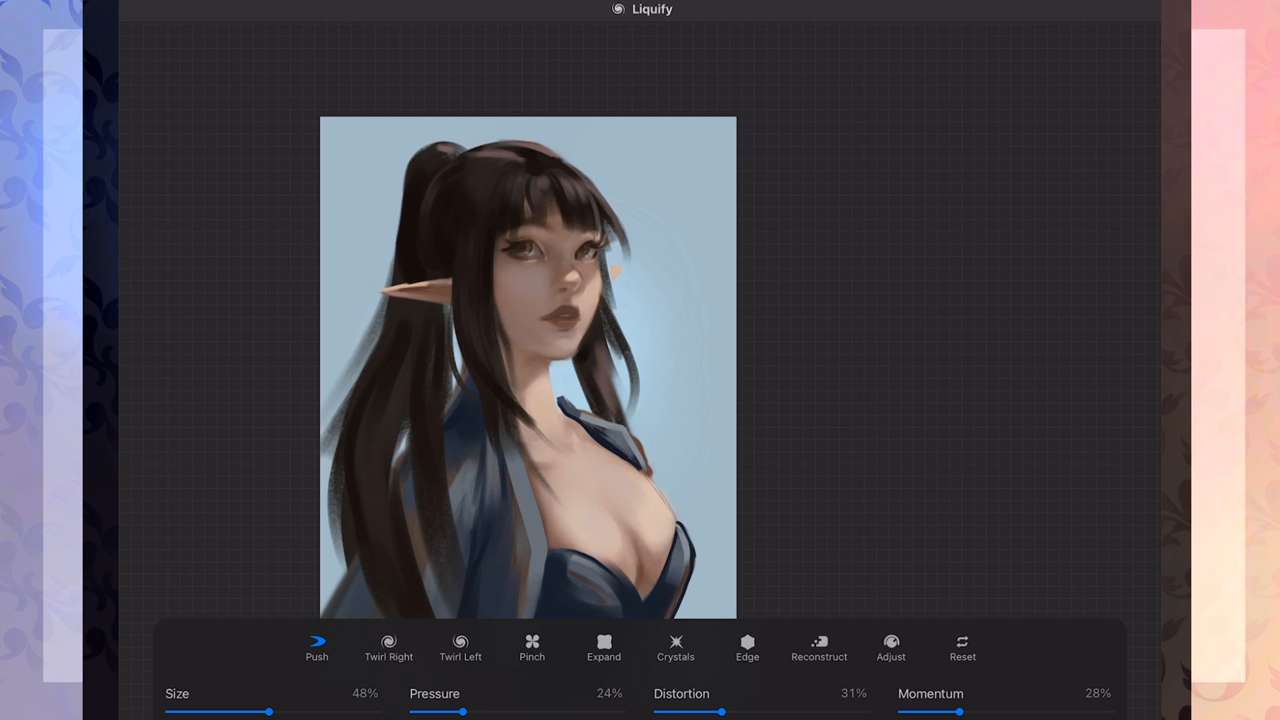 Liquify
Push Twirl Right Twirl Left Pinch Expand Crystals Edge Reconstruct Adjust Reset
Size 48% Pressure 24% Distortion 31% Momentum 28%